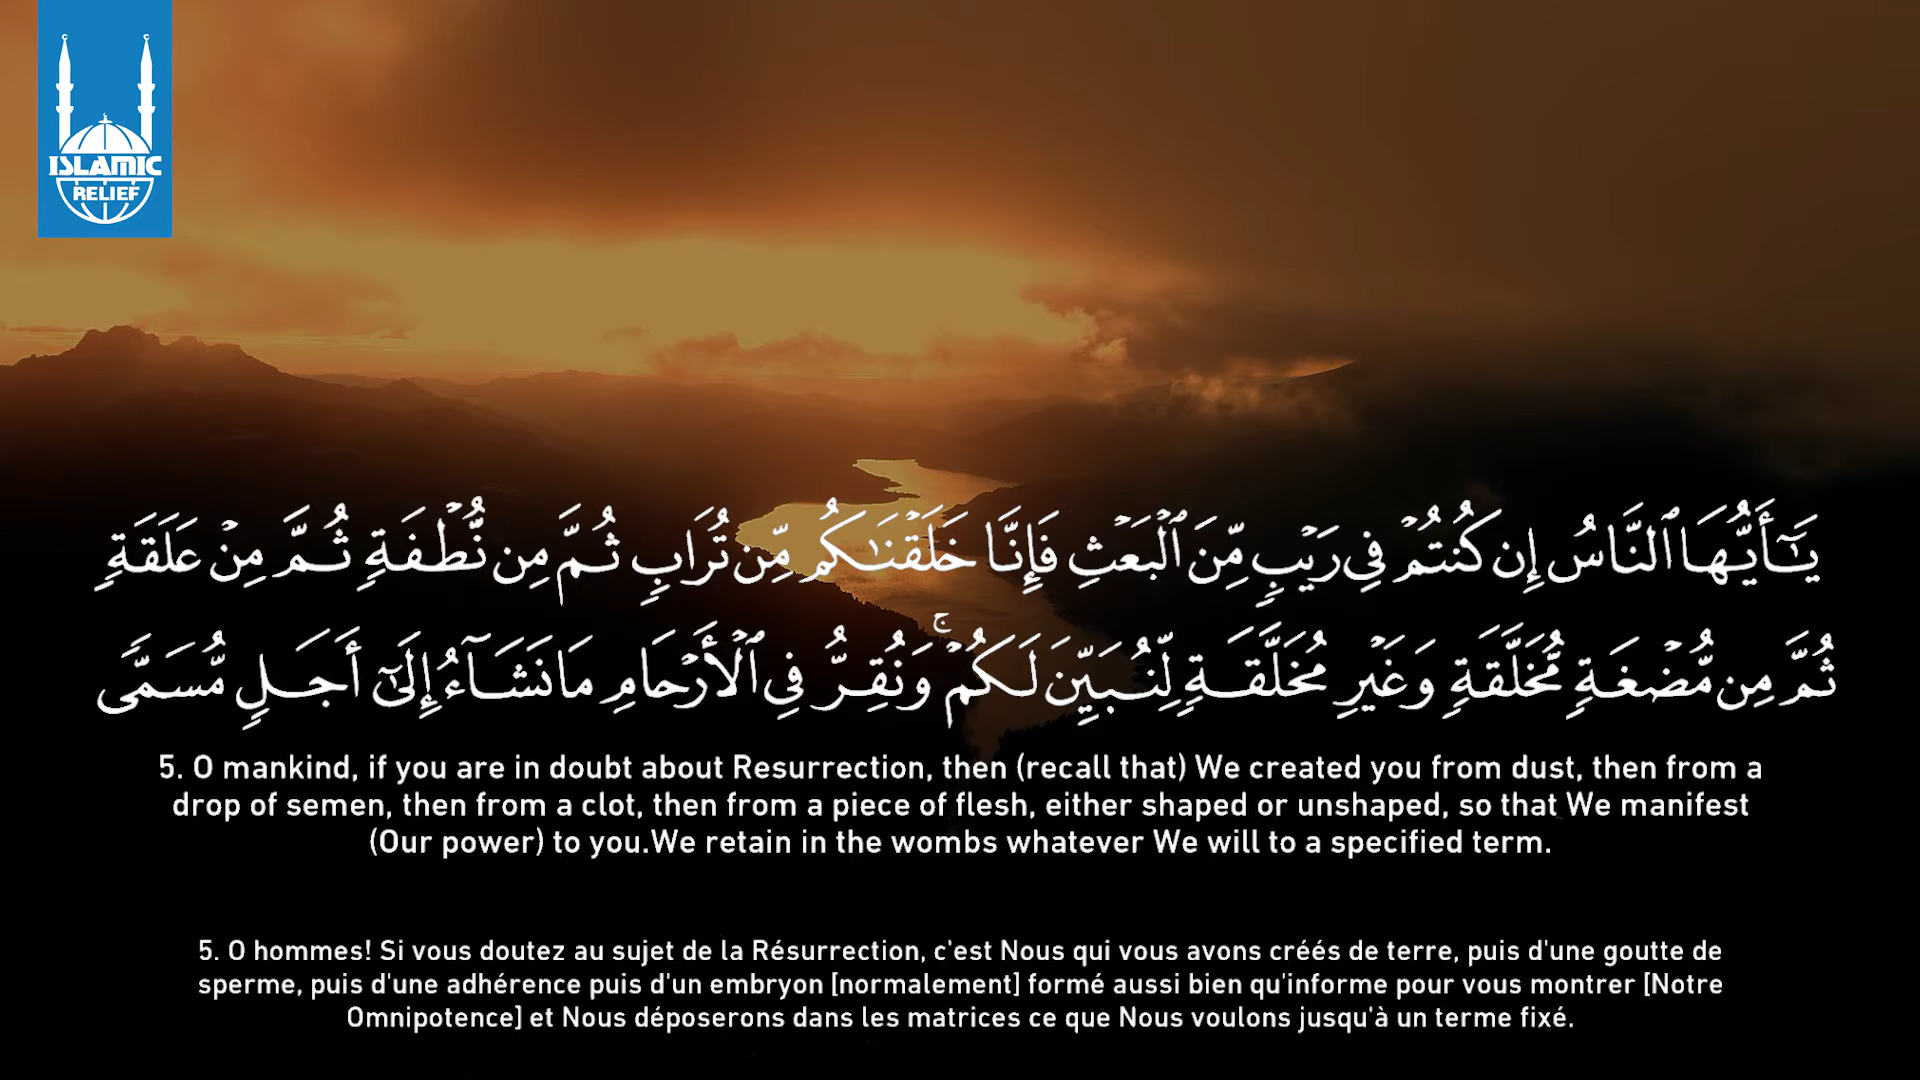 ISLAMIC
RELIEF
يَـٰٓأَيُّهَا ٱلنَّاسُ إِن كُنتُمْ فِى رَيْبٍ مِّنَ ٱلْبَعْثِ فَإِنَّا خَلَقْنَـٰكُم مِّن تُرَابٍ ثُمَّ مِن نُّطْفَةٍ ثُمَّ مِنْ عَلَقَةٍ
ثُمَّ مِن مُّضْغَةٍ مُّخَلَّقَةٍ وَغَيْرِ مُخَلَّقَةٍ لِّنُبَيِّنَ لَكُمْ ۚ وَنُقِرُّ فِى ٱلْأَرْحَامِ مَا نَشَآءُ إِلَىٰٓ أَجَلٍ مُّسَمًّى
5. O mankind, if you are in doubt about Resurrection, then (recall that) We created you from dust, then from a
drop of semen, then from a clot, then from a piece of flesh, either shaped or unshaped, so that We manifest
(Our power) to you.We retain in the wombs whatever We will to a specified term.
5. O hommes! Si vous doutez au sujet de la Résurrection, c'est Nous qui vous avons créés de terre, puis d'une goutte de
sperme, puis d'une adhérence puis d'un embryon [normalement] formé aussi bien qu'informe pour vous montrer [Notre
Omnipotence] et Nous déposerons dans les matrices ce que Nous voulons jusqu'à un terme fixé.